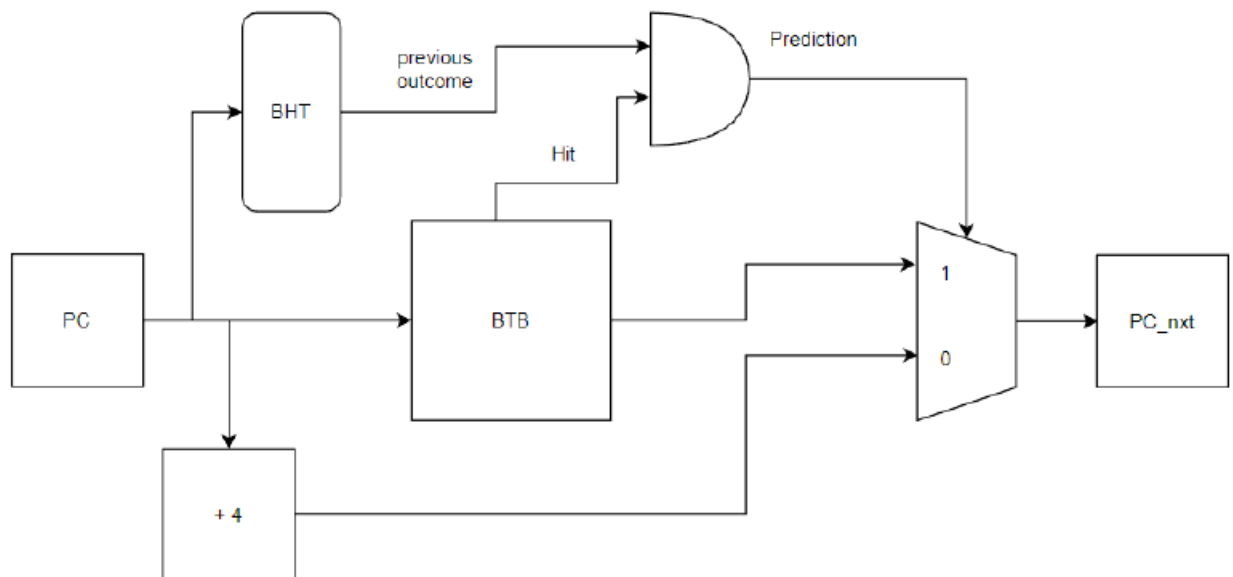 Prediction
previous
outcome
BHT
Hit
1
PC
BTB
PC_nxt
0
+ 4